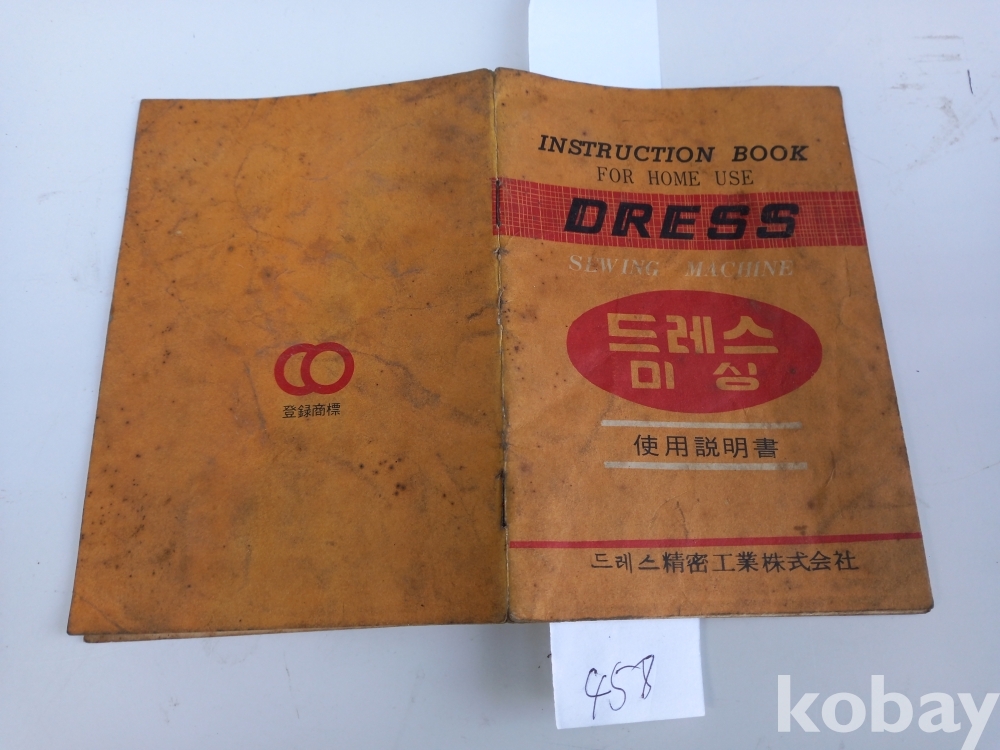 INSTRUCTION BOOK
FOR HOME USE
DRESS
SEWING MACHINE
드레스
미싱
使用説明書
드레스精密工業株式会社
登録商標
458
kobay